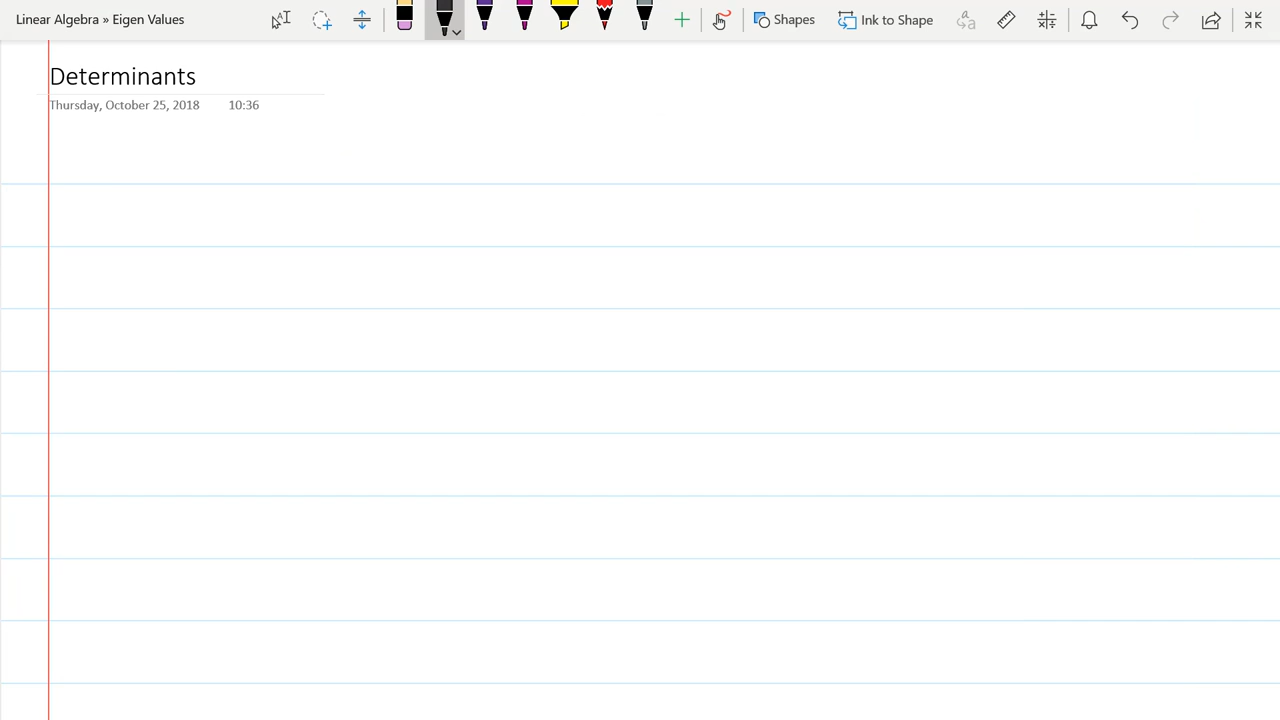 Linear Algebra » Eigen Values Shapes Ink to Shape
Determinants
Thursday, October 25, 2018 10:36